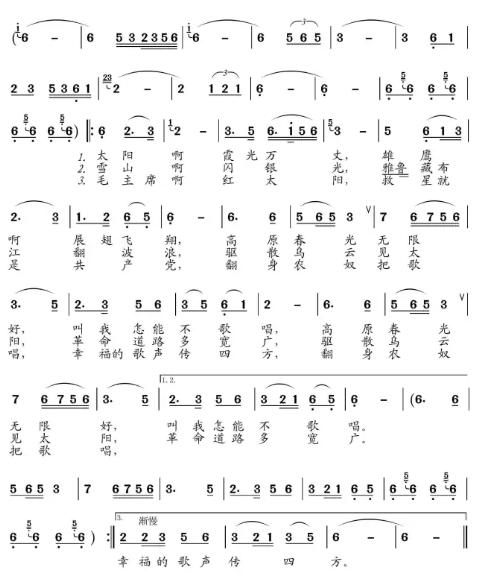 (6 - 6 5 3 2 3 5 6 6 - 6 5 6 5 3 - 3 6 1
2 3 5 3 6 1 2 - 2 1 2 1 6 - 6 - 6 6 6 6
6 6 6 6) 6 2. 3 2 - 3. 5 6. 1 5 6 3 - 5 6 1 3
1. 太 阳 啊 霞 光 万 丈, 雄 鹰
2. 雪 山 啊 闪 银 光, 雅鲁 藏 布
3. 毛 主 席 啊 红 太 阳, 救 星 就
2. 3 1. 2 6 5 6 - 6. 6 5 6 5 3 7 6 7 5 6
啊 展 翅 飞 翔, 高 原 春 光 无 限
江 翻 波 浪, 驱 散 乌 云 见 太
是 共 产 党, 翻 身 农 奴 把 歌
3. 5 2. 3 5 6 3 5 6 1 2 - 3. 6 5 6 5 3
好, 叫 我 怎 能 不 歌 唱, 高 原 春 光
阳, 革 命 道 路 多 宽 广, 驱 散 乌 云
唱, 幸 福的 歌 声 传 四 方, 翻 身 农 奴
1. 2.
7 6 7 5 6 3. 5 2. 3 5 6 3 2 1 6 5 6 - (6. 6
无 限 好, 叫 我 怎 能 不 歌 唱。
见 太 阳, 革 命 道 路 多 宽 广。
把 歌 唱,
5 6 5 3 7 6 7 5 6 3. 5 2. 3 5 6 3 2 1 6 5 6 6 6 6
3. 渐慢
6 6 6 6) 2 2 3 5 6 3 2 1 3 5 6 - 6 -
幸 福 的 歌 声 传 四 方。